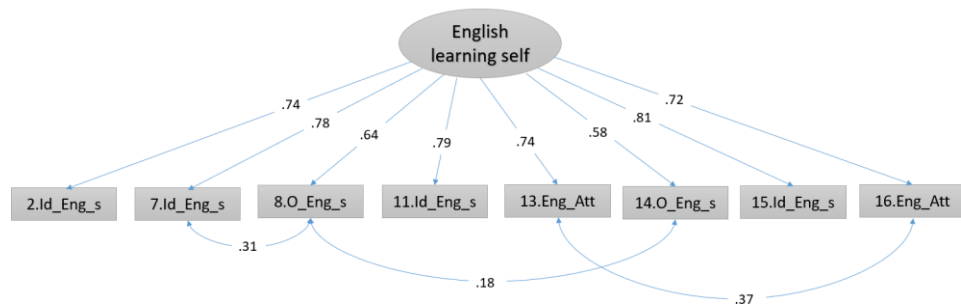 English
learning self
.74
.78
.64
.79
.74
.58
.81
.72
2.Id_Eng_s
7.Id_Eng_s
8.O_Eng_s
11.Id_Eng_s
13.Eng_Att
14.O_Eng_s
15.Id_Eng_s
16.Eng_Att
.31
.18
.37